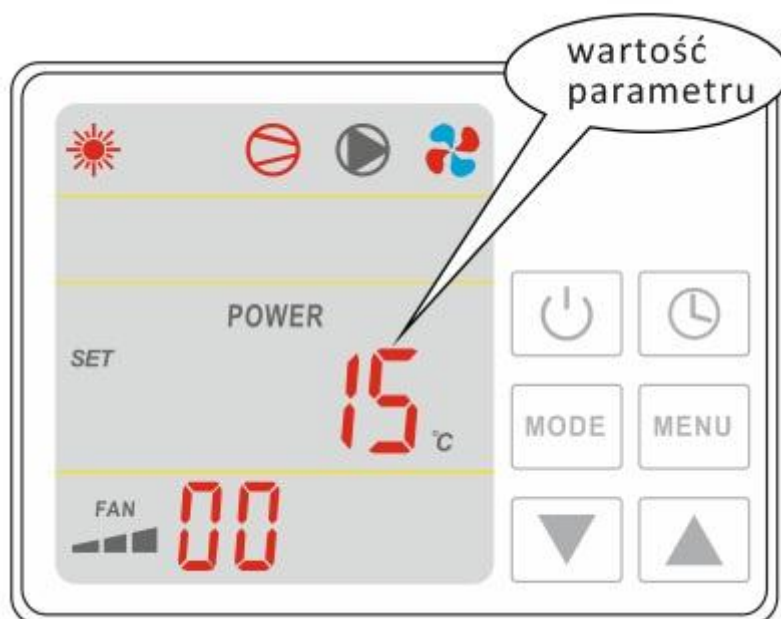 wartość
parametru
POWER
SET
15 °C
MODE
MENU
FAN
00